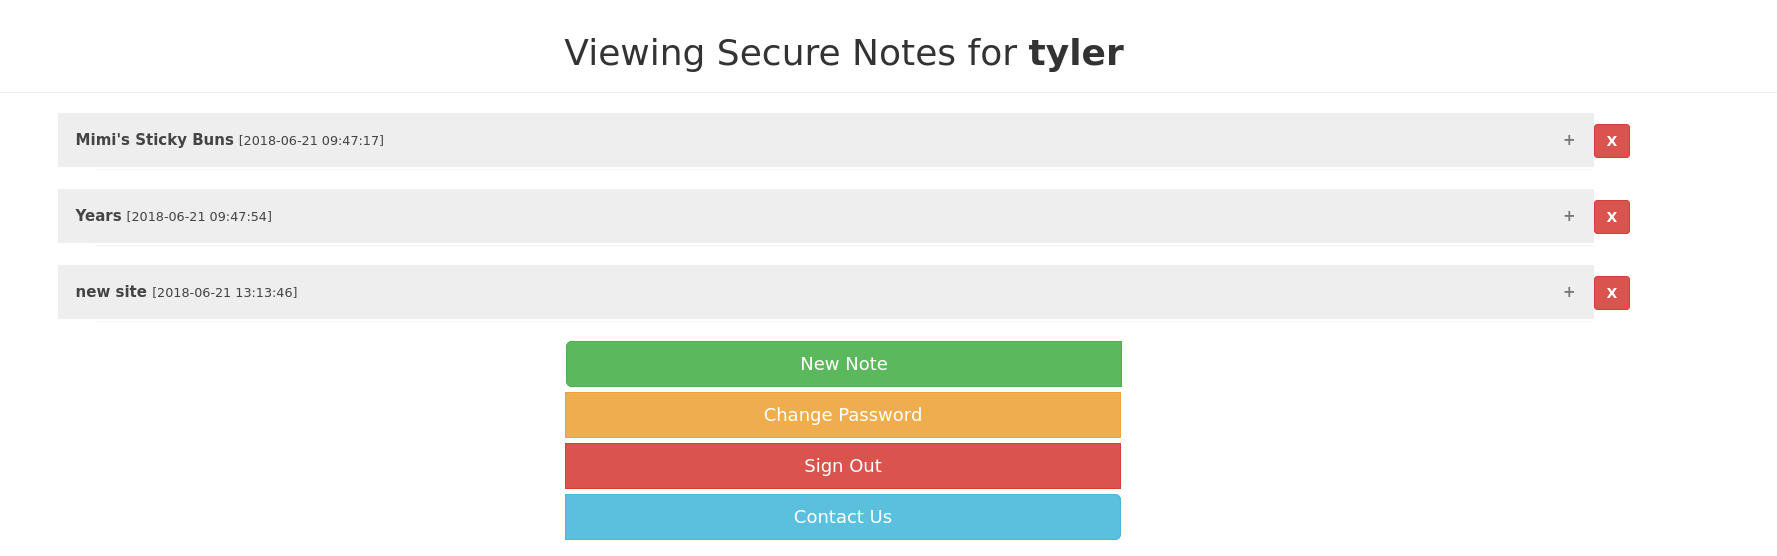 Viewing Secure Notes for tyler
Mimi's Sticky Buns [2018-06-21 09:47:17] + X
Years [2018-06-21 09:47:54] + X
new site [2018-06-21 13:13:46] + X
New Note
Change Password
Sign Out
Contact Us